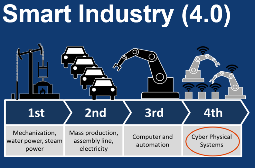 Smart Industry (4.0)
1st
2nd
3rd
4th
Mechanization,
water power, steam
power
Mass production,
assembly line,
electricity
Computer and
automation
Cyber Physical
Systems